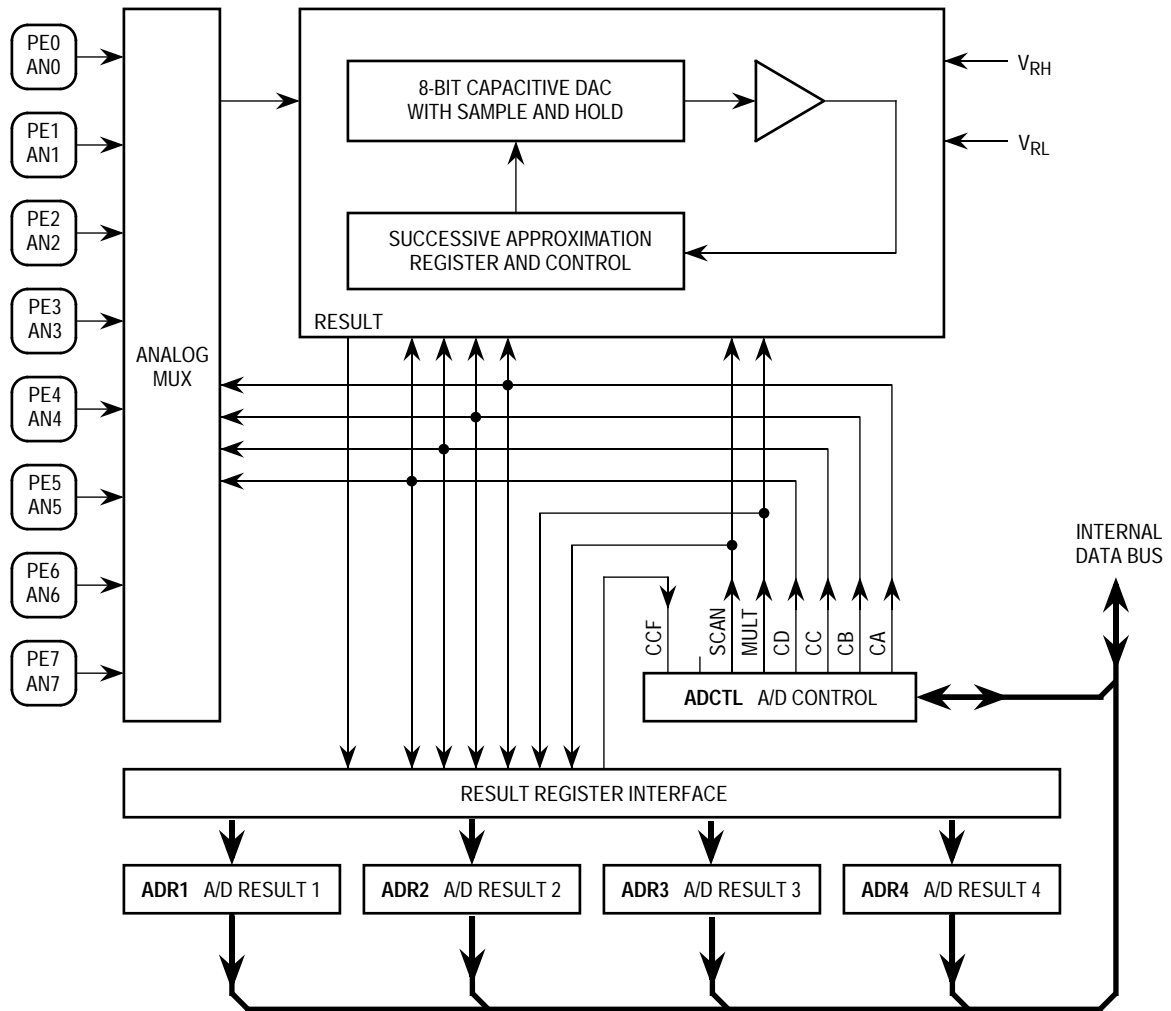 PE0
AN0
PE1
AN1
PE2
AN2
PE3
AN3
PE4
AN4
PE5
AN5
PE6
AN6
PE7
AN7
ANALOG
MUX
8-BIT CAPACITIVE DAC
WITH SAMPLE AND HOLD
SUCCESSIVE APPROXIMATION
REGISTER AND CONTROL
RESULT
VRH
VRL
INTERNAL
DATA BUS
CCF
SCAN
MULT
CD
CC
CB
CA
ADCTL A/D CONTROL
RESULT REGISTER INTERFACE
ADR1 A/D RESULT 1
ADR2 A/D RESULT 2
ADR3 A/D RESULT 3
ADR4 A/D RESULT 4